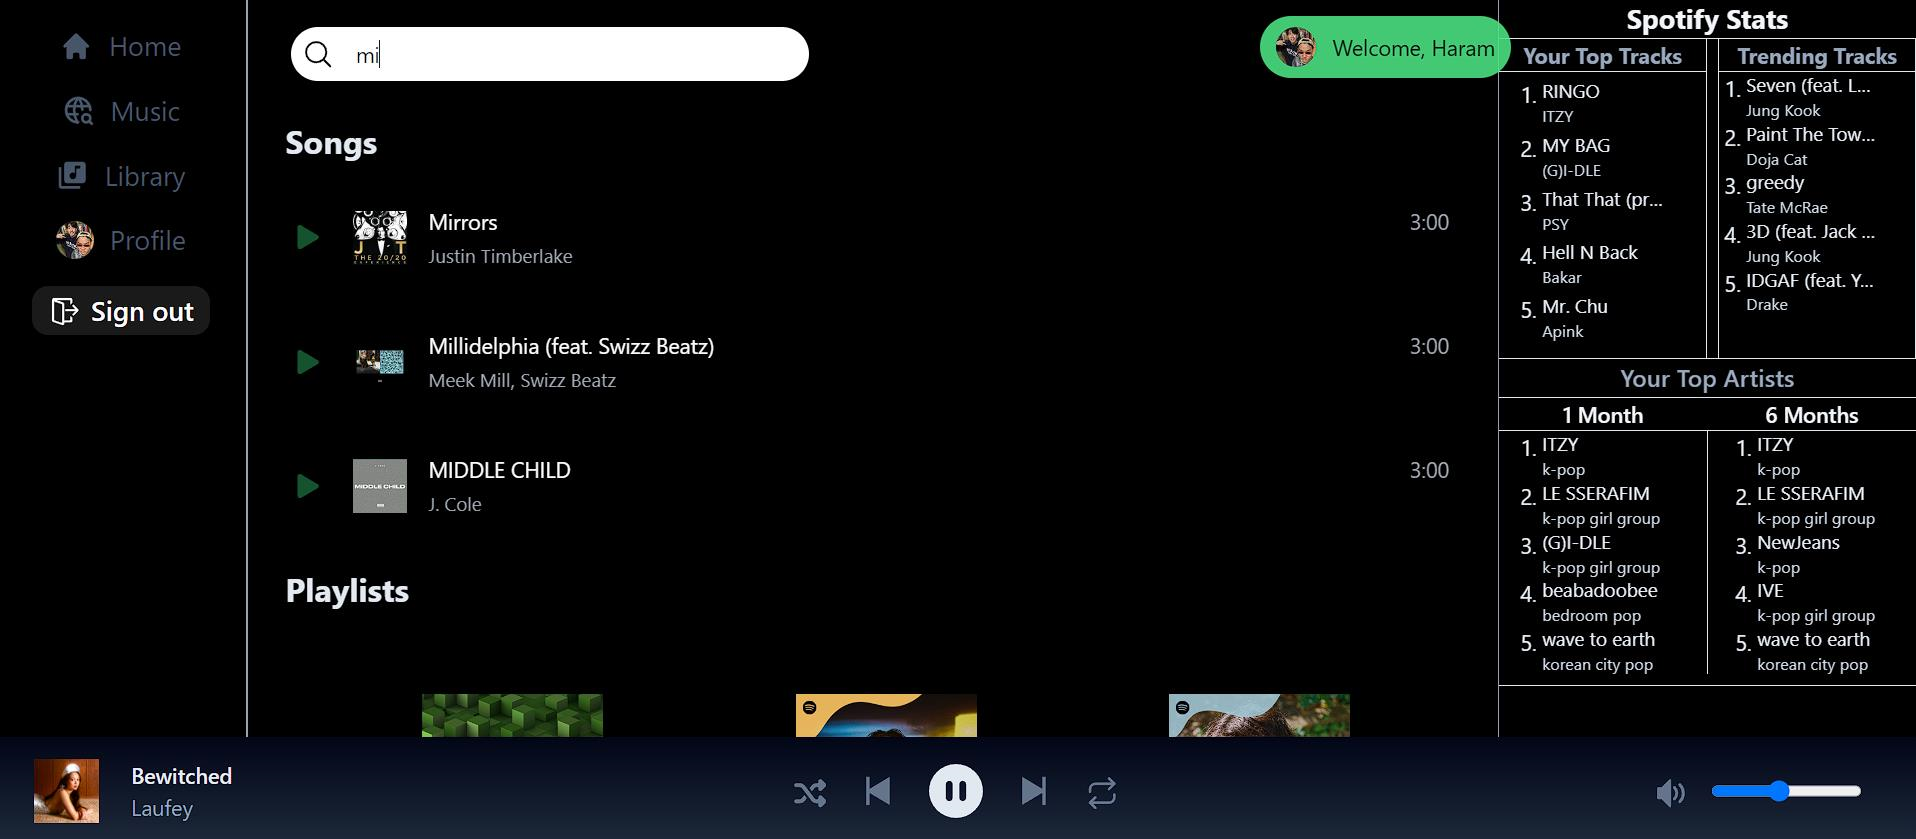 Home
Music
Library
Profile
Sign out
mi
Welcome, Haram
Songs
Mirrors
Justin Timberlake
3:00
J T
THE 20/20
EXPERIENCE
Millidelphia (feat. Swizz Beatz)
Meek Mill, Swizz Beatz
3:00
MIDDLE CHILD
MIDDLE CHILD
J. Cole
3:00
Playlists
Spotify Stats
Your Top Tracks
1. RINGO
ITZY
2. MY BAG
(G)I-DLE
3. That That (pr...
PSY
4. Hell N Back
Bakar
5. Mr. Chu
Apink
Trending Tracks
1. Seven (feat. L...
Jung Kook
2. Paint The Tow...
Doja Cat
3. greedy
Tate McRae
4. 3D (feat. Jack ...
Jung Kook
5. IDGAF (feat. Y...
Drake
Your Top Artists
1 Month
1. ITZY
k-pop
2. LE SSERAFIM
k-pop girl group
3. (G)I-DLE
k-pop girl group
4. beabadoobee
bedroom pop
5. wave to earth
korean city pop
6 Months
1. ITZY
k-pop
2. LE SSERAFIM
k-pop girl group
3. NewJeans
k-pop
4. IVE
k-pop girl group
5. wave to earth
korean city pop
Bewitched
Laufey